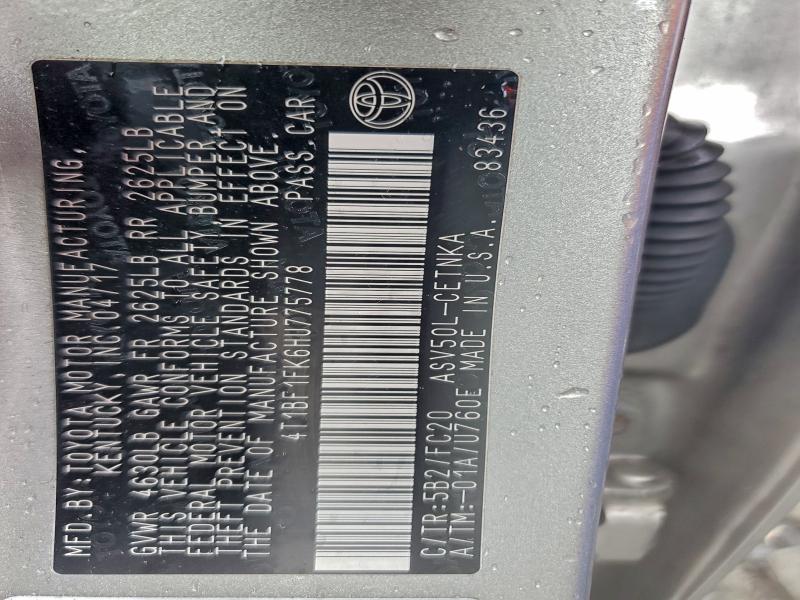 MFD.BY:TOYOTA MOTOR MANUFACTURING,
KENTUCKY, INC. 04/17
GVWR 4630LB GAWR FR 2625LB RR 2625LB
THIS VEHICLE CONFORMS TO ALL APPLICABLE
FEDERAL MOTOR VEHICLE SAFETY, BUMPER, AND
THEFT PREVENTION STANDARDS IN EFFECT ON
THE DATE OF MANUFACTURE SHOWN ABOVE.
4T1BF1FK6HU775778 PASS.CAR
C/TR:5B2/FC20 ASV50L-CETNKA
A/TM:-01A/U760E MADE IN U.S.A. 83436